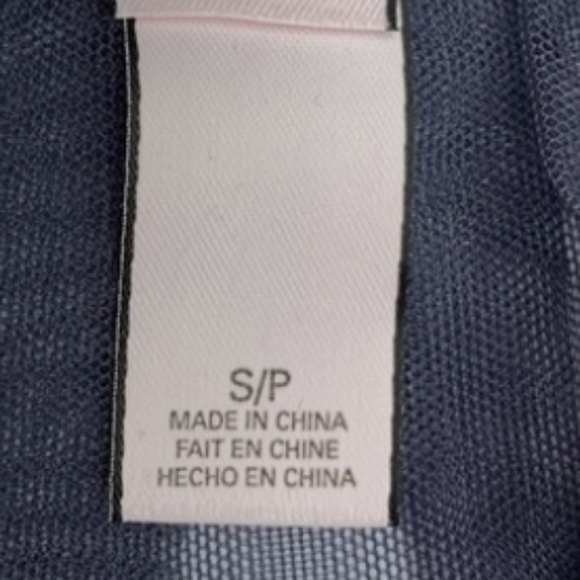 S/P
MADE IN CHINA
FAIT EN CHINE
HECHO EN CHINA